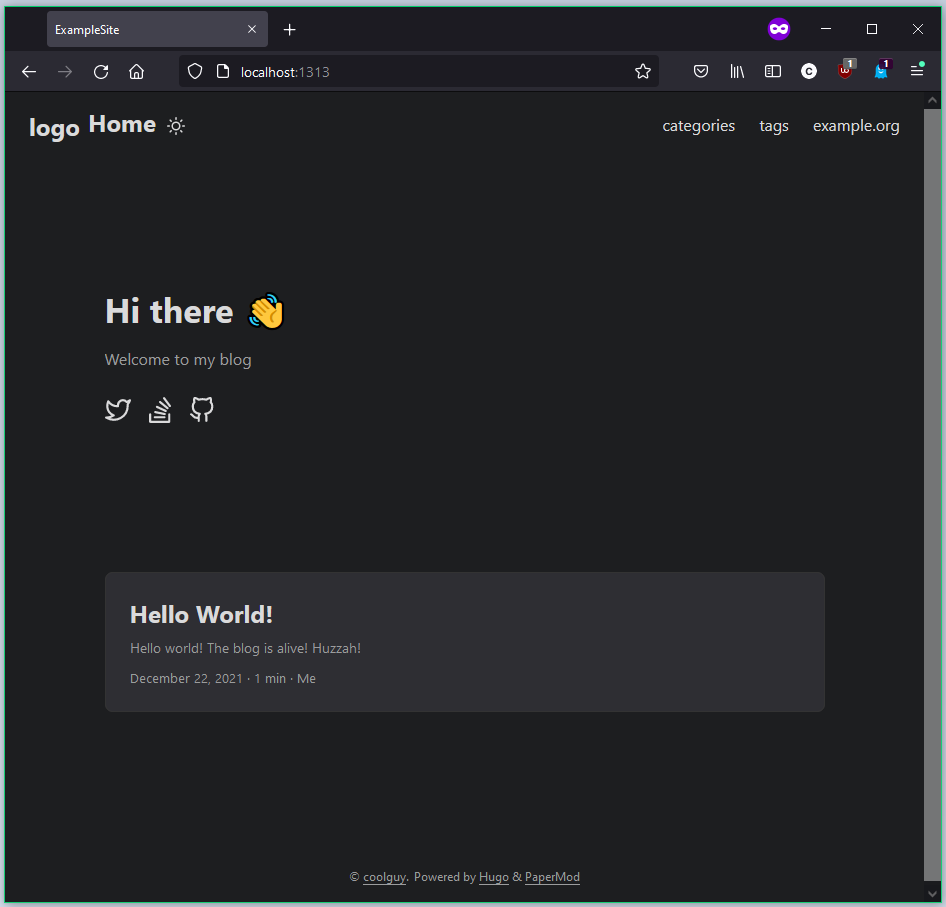 ExampleSite
localhost:1313
1
1
logo Home categories tags example.org
Hi there 👋
Welcome to my blog
Hello World!
Hello world! The blog is alive! Huzzah!
December 22, 2021 · 1 min · Me
© coolguy. Powered by Hugo & PaperMod